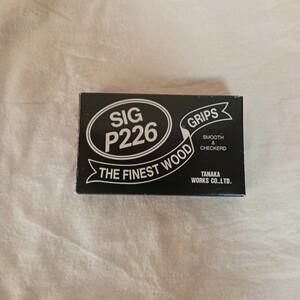 SIG
P226
THE FINEST WOOD GRIPS
SMOOTH
&
CHECKERD
TANAKA
WORKS CO.,LTD.